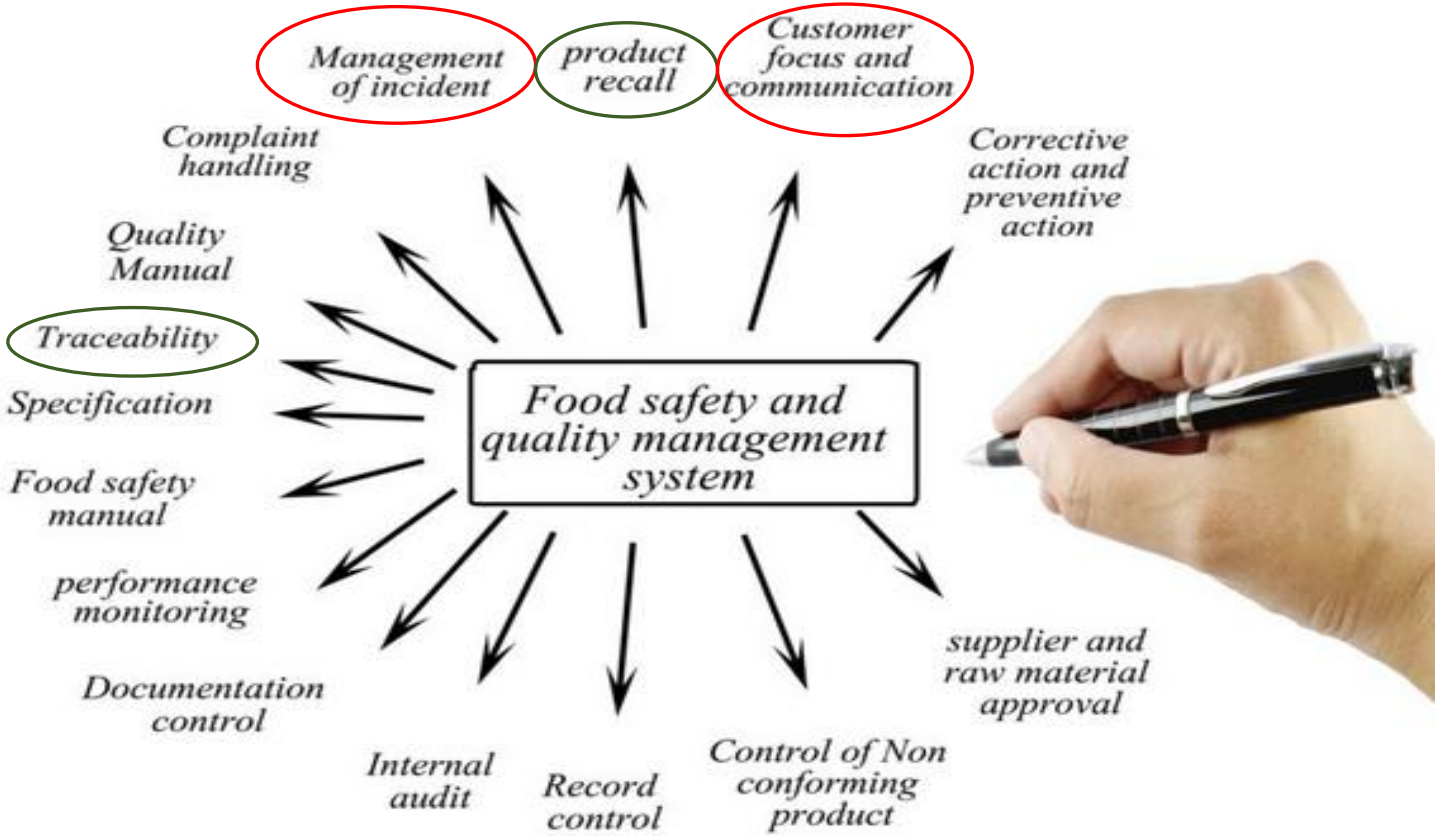 Management
of incident
product
recall
Customer
focus and
communication
Complaint
handling
Corrective
action and
preventive
action
Quality
Manual
Traceability
Specification
Food safety and
quality management
system
Food safety
manual
performance
monitoring
supplier and
raw material
approval
Documentation
control
Internal
audit
Record
control
Control of Non
conforming
product